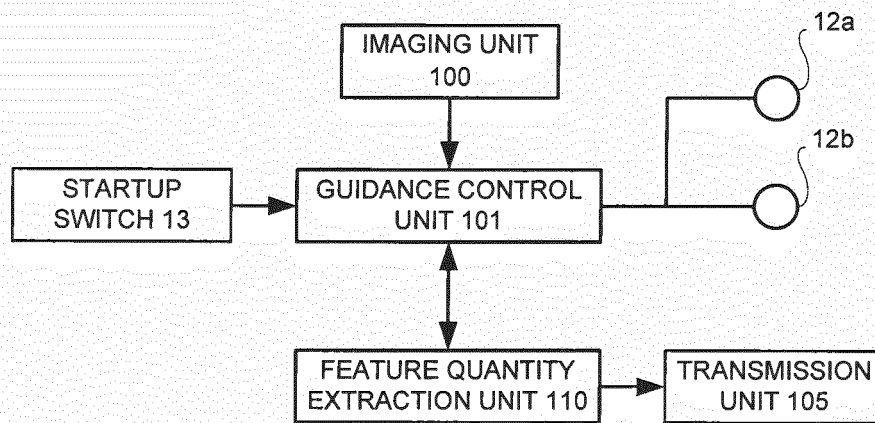 IMAGING UNIT
100
12a
12b
STARTUP
SWITCH 13
GUIDANCE CONTROL
UNIT 101
FEATURE QUANTITY
EXTRACTION UNIT 110
TRANSMISSION
UNIT 105